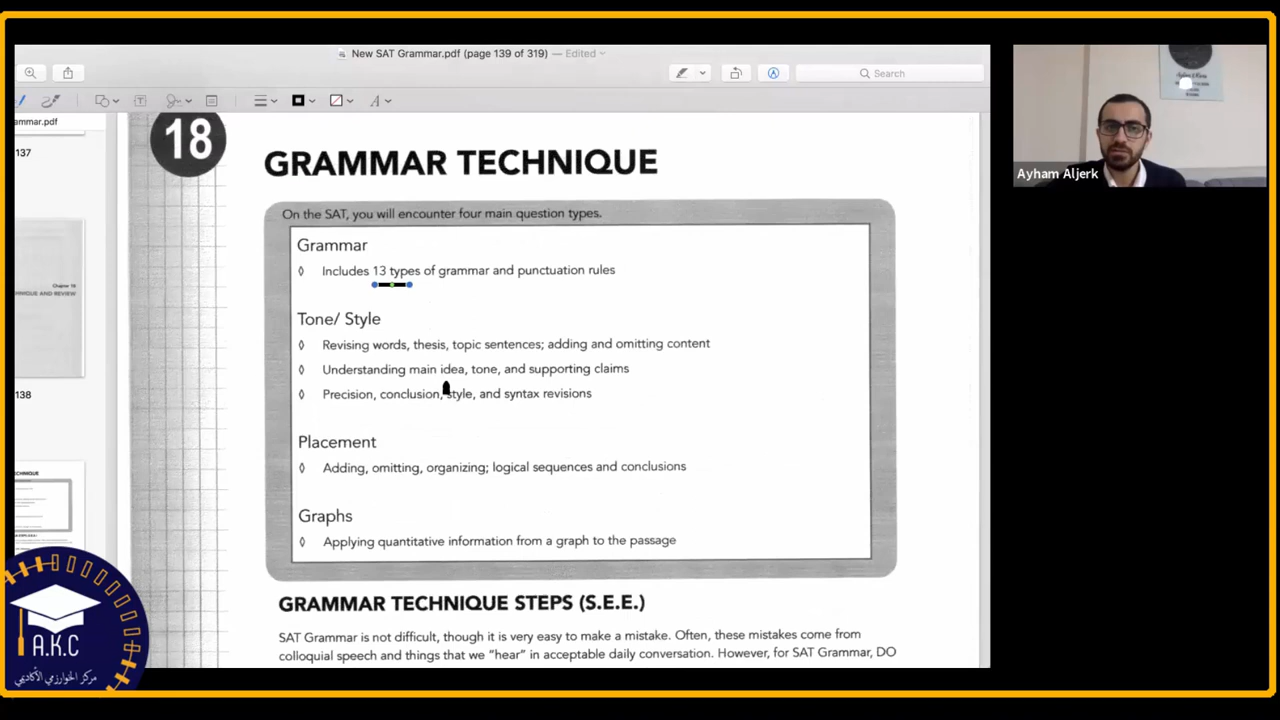 New SAT Grammar.pdf (page 139 of 319) — Edited
Search
ammar.pdf
137
18
GRAMMAR TECHNIQUE
On the SAT, you will encounter four main question types.
Grammar
◊ Includes 13 types of grammar and punctuation rules
Tone/ Style
◊ Revising words, thesis, topic sentences; adding and omitting content
◊ Understanding main idea, tone, and supporting claims
◊ Precision, conclusion, style, and syntax revisions
Placement
◊ Adding, omitting, organizing; logical sequences and conclusions
Graphs
◊ Applying quantitative information from a graph to the passage
GRAMMAR TECHNIQUE STEPS (S.E.E.)
SAT Grammar is not difficult, though it is very easy to make a mistake. Often, these mistakes come from
colloquial speech and things that we "hear" in acceptable daily conversation. However, for SAT Grammar, DO
Chapter 18
HNIQUE AND REVIEW
138
CHNIQUE
Ayham Aljerk
A.K.C
مركز الخوارزمي الأكاديمي